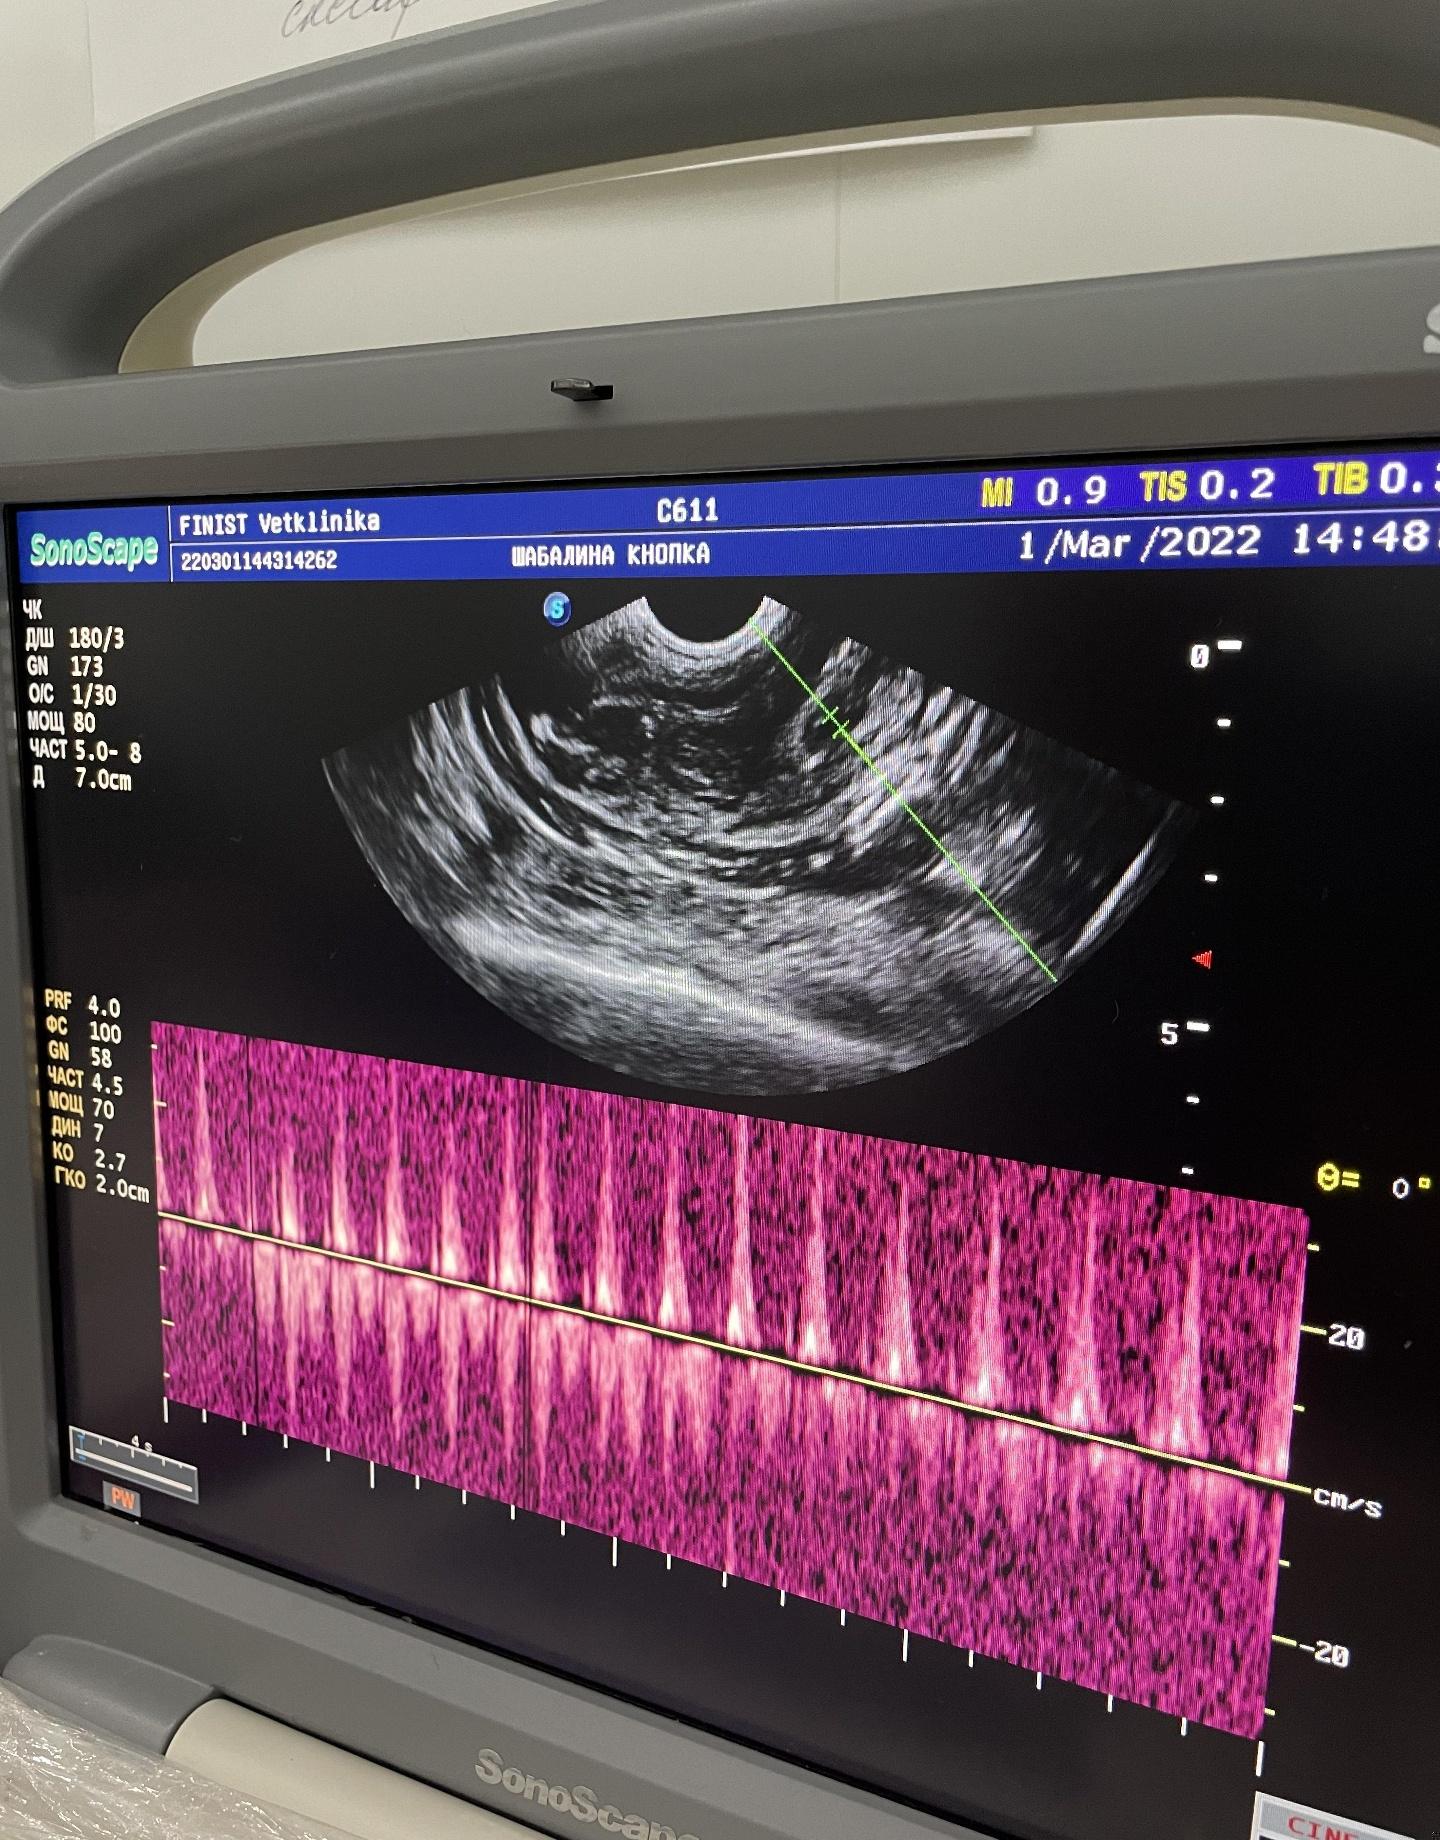 SonoScape
FINIST Vetklinika
C611
MI 0.9 TIS 0.2 TIB 0.
220301144314262
ШАБАЛИНА КНОПКА
1 /Mar /2022 14:48
S
ЧК
Д/Ш 180/3
GN 173
О/С 1/30
МОЩ 80
ЧАСТ 5.0- 8
Д 7.0cm
0
5
PRF 4.0
ФС 100
GN 58
ЧАСТ 4.5
МОЩ 70
ДИН 7
КО 2.7
ГКО 2.0cm
θ= 0°
20
cm/s
-20
4 s
PW
SonoScap
CINE